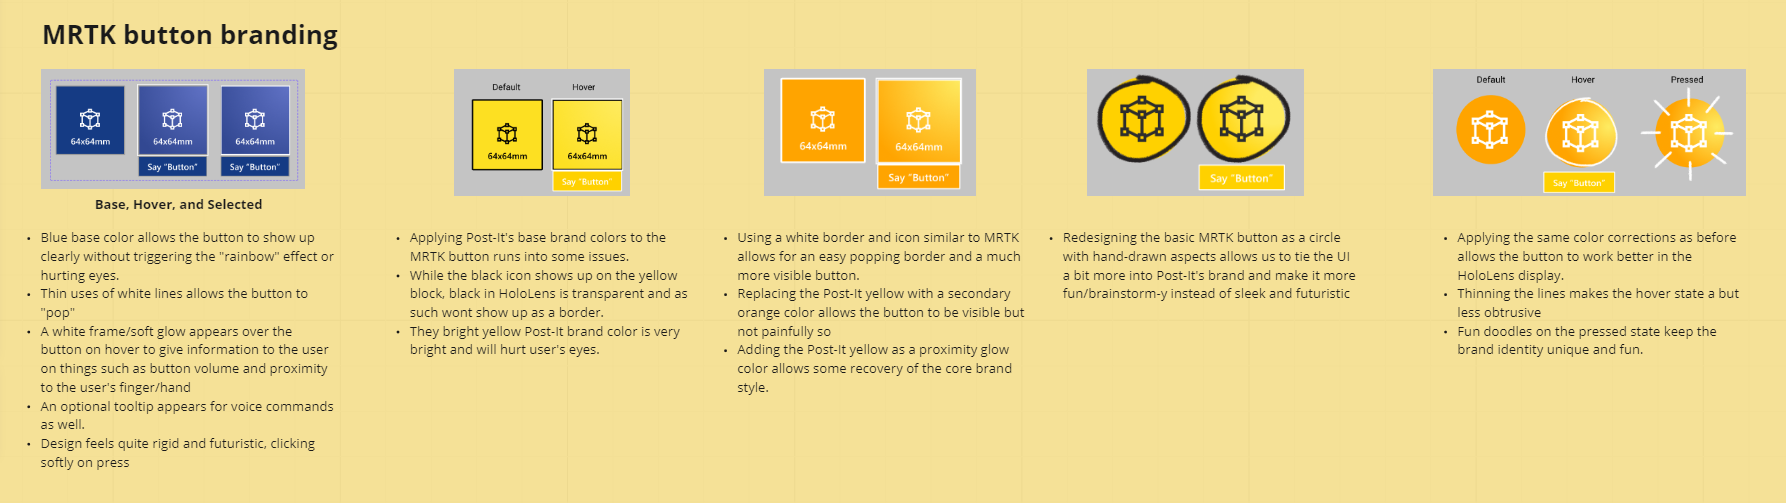 MRTK button branding
64x64mm
64x64mm
64x64mm
Say "Button"
Say "Button"
Base, Hover, and Selected
• Blue base color allows the button to show up
clearly without triggering the "rainbow" effect or
hurting eyes.
• Thin uses of white lines allows the button to
"pop"
• A white frame/soft glow appears over the
button on hover to give information to the user
on things such as button volume and proximity
to the user's finger/hand
• An optional tooltip appears for voice commands
as well.
• Design feels quite rigid and futuristic, clicking
softly on press
Default
Hover
64x64mm
64x64mm
Say "Button"
• Applying Post-It's base brand colors to the
MRTK button runs into some issues.
• While the black icon shows up on the yellow
block, black in HoloLens is transparent and as
such wont show up as a border.
• They bright yellow Post-It brand color is very
bright and will hurt user's eyes.
64x64mm
64x64mm
Say "Button"
• Using a white border and icon similar to MRTK
allows for an easy popping border and a much
more visible button.
• Replacing the Post-It yellow with a secondary
orange color allows the button to be visible but
not painfully so
• Adding the Post-It yellow as a proximity glow
color allows some recovery of the core brand
style.
Say "Button"
• Redesigning the basic MRTK button as a circle
with hand-drawn aspects allows us to tie the UI
a bit more into Post-It's brand and make it more
fun/brainstorm-y instead of sleek and futuristic
Default
Hover
Pressed
Say "Button"
• Applying the same color corrections as before
allows the button to work better in the
HoloLens display.
• Thinning the lines makes the hover state a but
less obtrusive
• Fun doodles on the pressed state keep the
brand identity unique and fun.